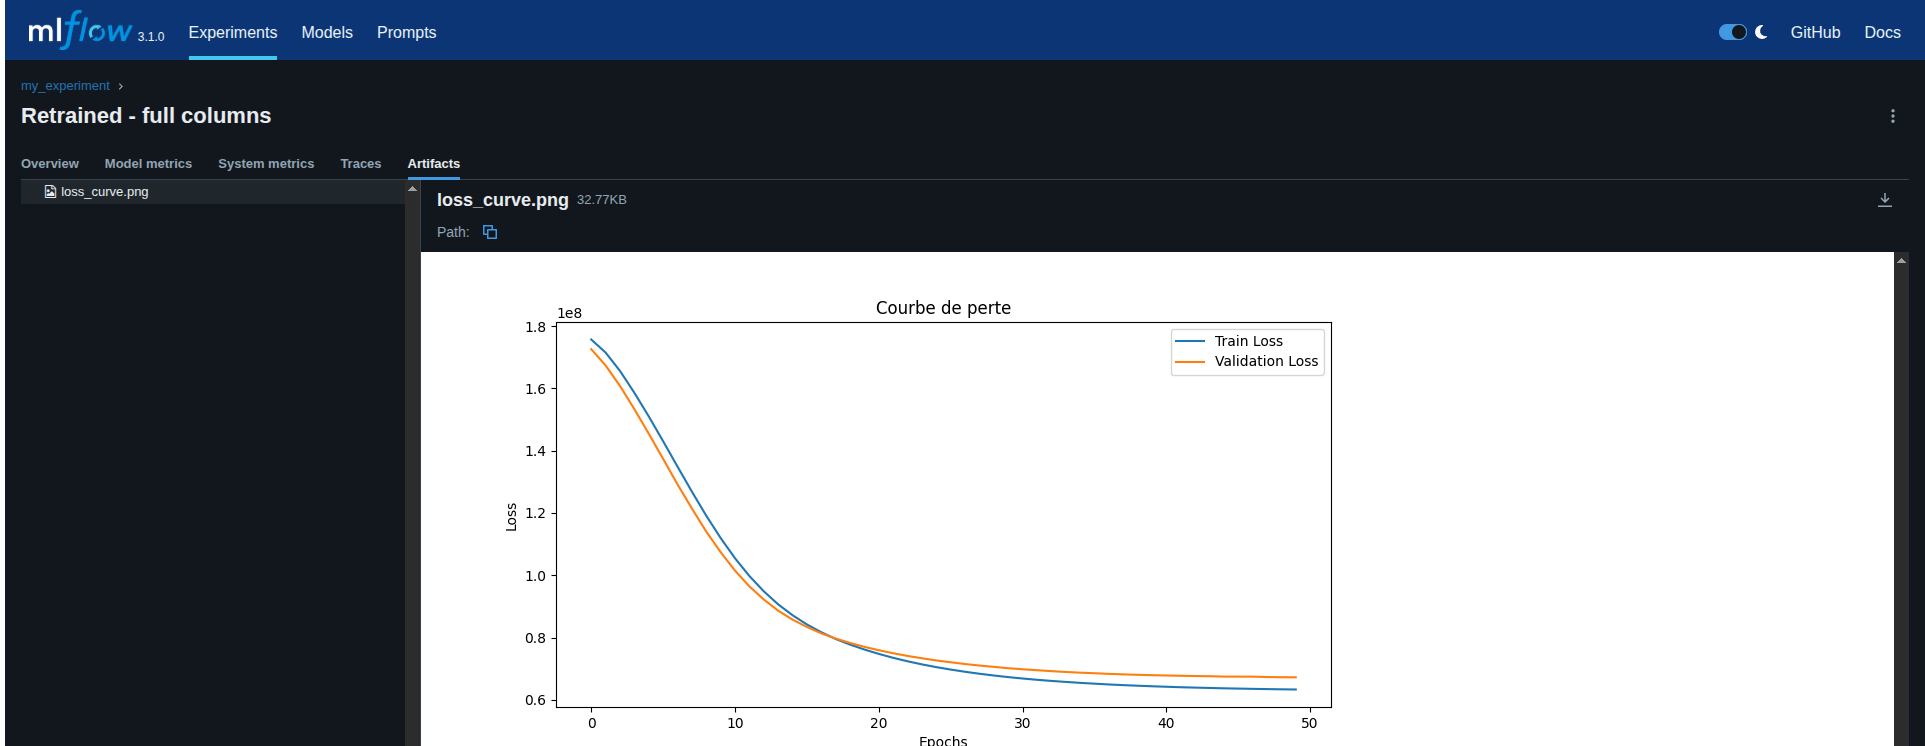 mlflow 3.1.0 Experiments Models Prompts GitHub Docs
my_experiment ›
Retrained - full columns
Overview Model metrics System metrics Traces Artifacts
loss_curve.png
loss_curve.png 32.77KB
Path:
Courbe de perte
1e8
Train Loss
Validation Loss
1.8
1.6
1.4
1.2
1.0
0.8
0.6
Loss
0 10 20 30 40 50
Epochs